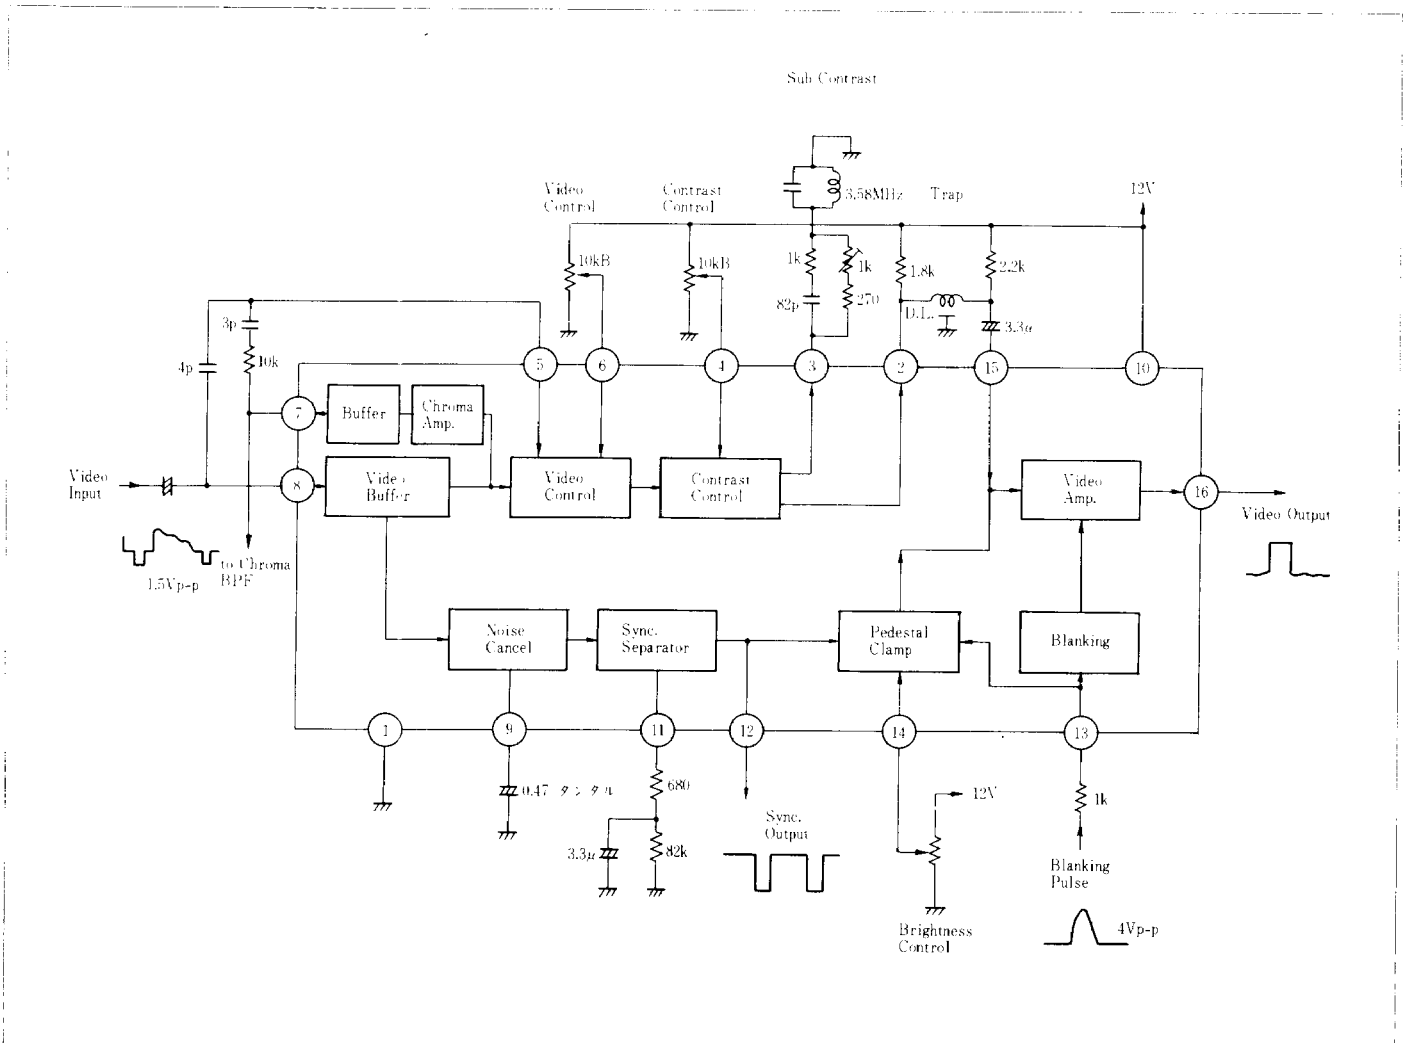 Sub Contrast
Video
Control
Contrast
Control
3.58MHz
Trap
12V
10kB
10kB
1k
1k
82p
270
1.8k
2.2k
D.L.
3.3μ
3p
10k
4p
5
6
4
3
2
15
10
7
Buffer
Chroma
Amp.
Video
Input
8
Video
Buffer
Video
Control
Contrast
Control
Video
Amp.
16
Video Output
1.5Vp-p
to Chroma
BPF
Noise
Cancel
Sync.
Separator
Pedestal
Clamp
Blanking
1
9
11
12
14
13
0.47 タンタル
680
3.3μ
82k
Sync.
Output
12V
1k
Blanking
Pulse
Brightness
Control
4Vp-p